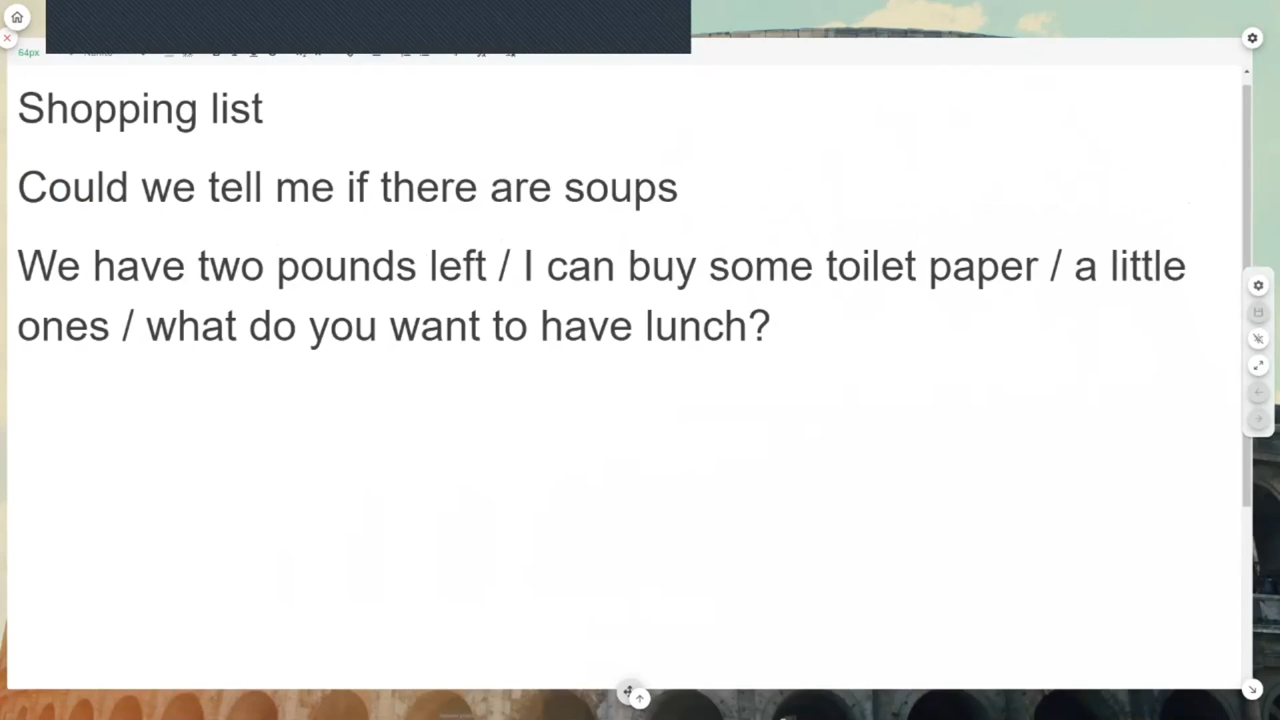 64px
Shopping list
Could we tell me if there are soups
We have two pounds left / I can buy some toilet paper / a little
ones / what do you want to have lunch?